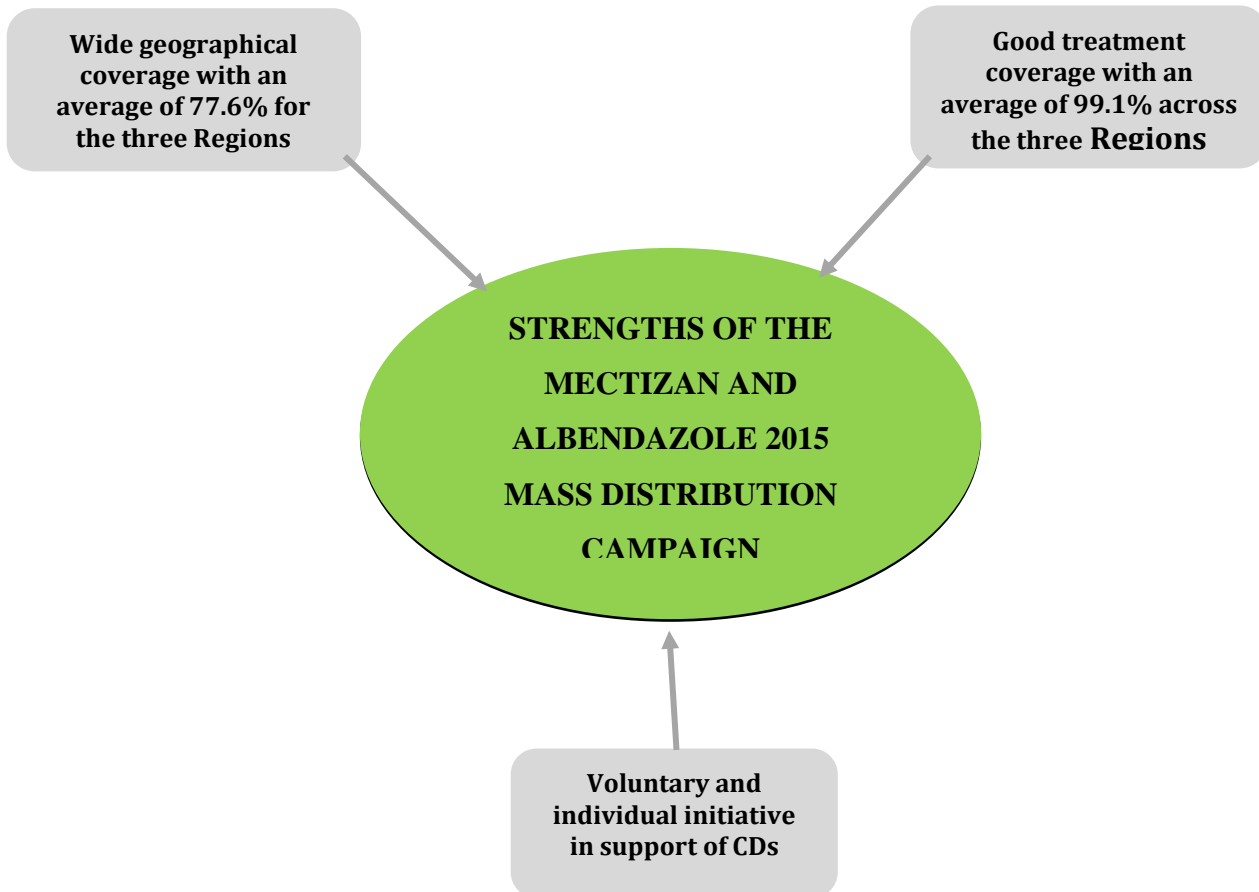 Wide geographical
coverage with an
average of 77.6% for
the three Regions
Good treatment
coverage with an
average of 99.1% across
the three Regions
STRENGTHS OF THE
MECTIZAN AND
ALBENDAZOLE 2015
MASS DISTRIBUTION
CAMPAIGN
Voluntary and
individual initiative
in support of CDs